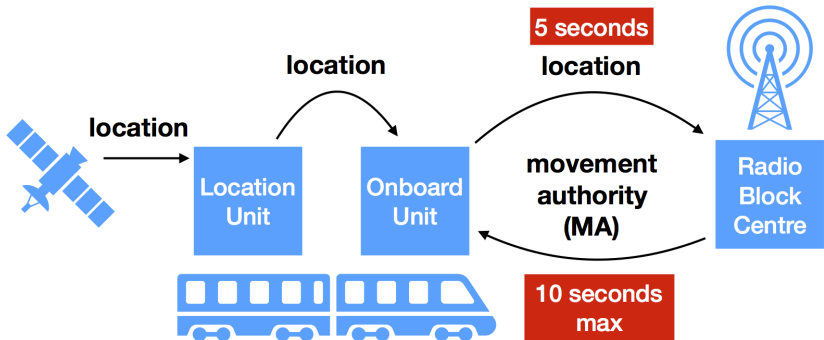 location
Location
Unit
location
Onboard
Unit
5 seconds
location
movement
authority
(MA)
10 seconds
max
Radio
Block
Centre